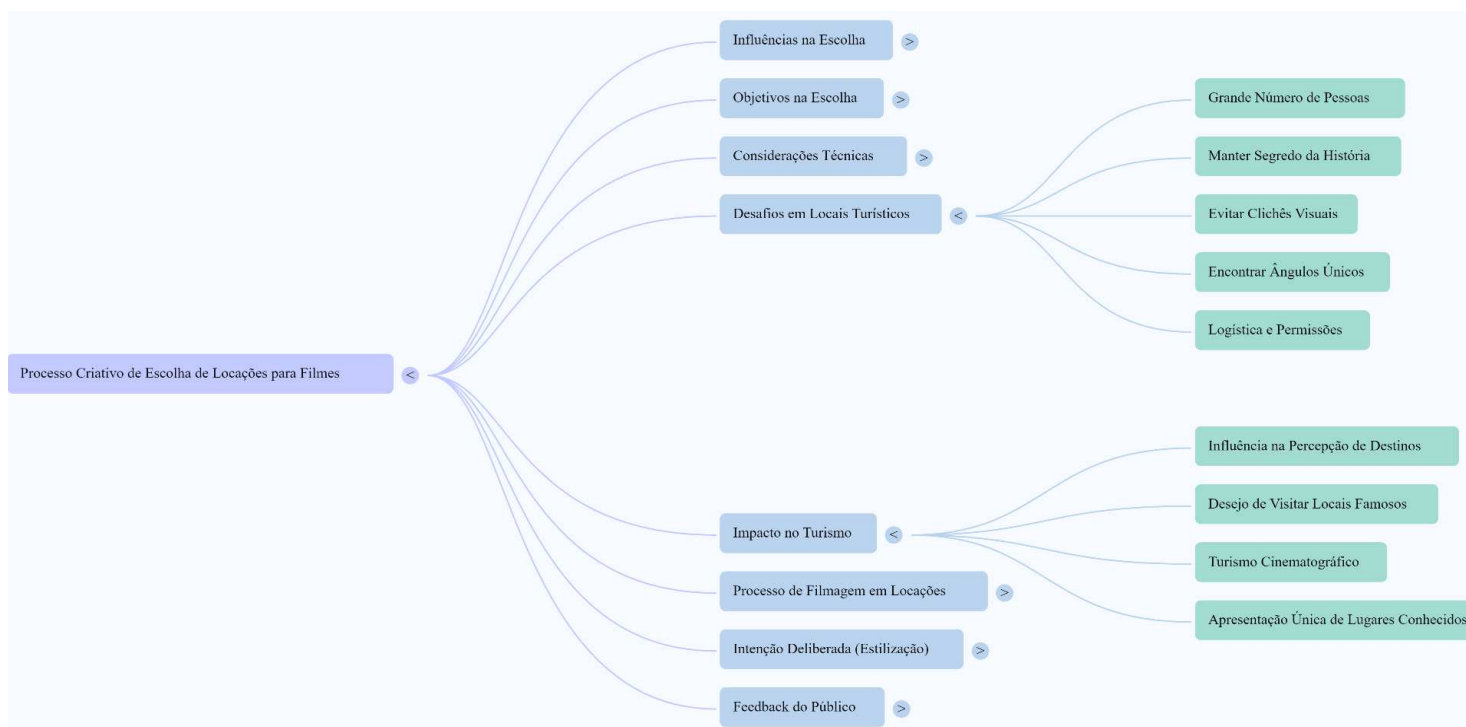 Processo Criativo de Escolha de Locações para Filmes
<
Influências na Escolha
>
Objetivos na Escolha
>
Considerações Técnicas
>
Desafios em Locais Turísticos
<
Grande Número de Pessoas
Manter Segredo da História
Evitar Clichês Visuais
Encontrar Ângulos Únicos
Logística e Permissões
Impacto no Turismo
<
Influência na Percepção de Destinos
Desejo de Visitar Locais Famosos
Turismo Cinematográfico
Apresentação Única de Lugares Conhecidos
Processo de Filmagem em Locações
>
Intenção Deliberada (Estilização)
>
Feedback do Público
>